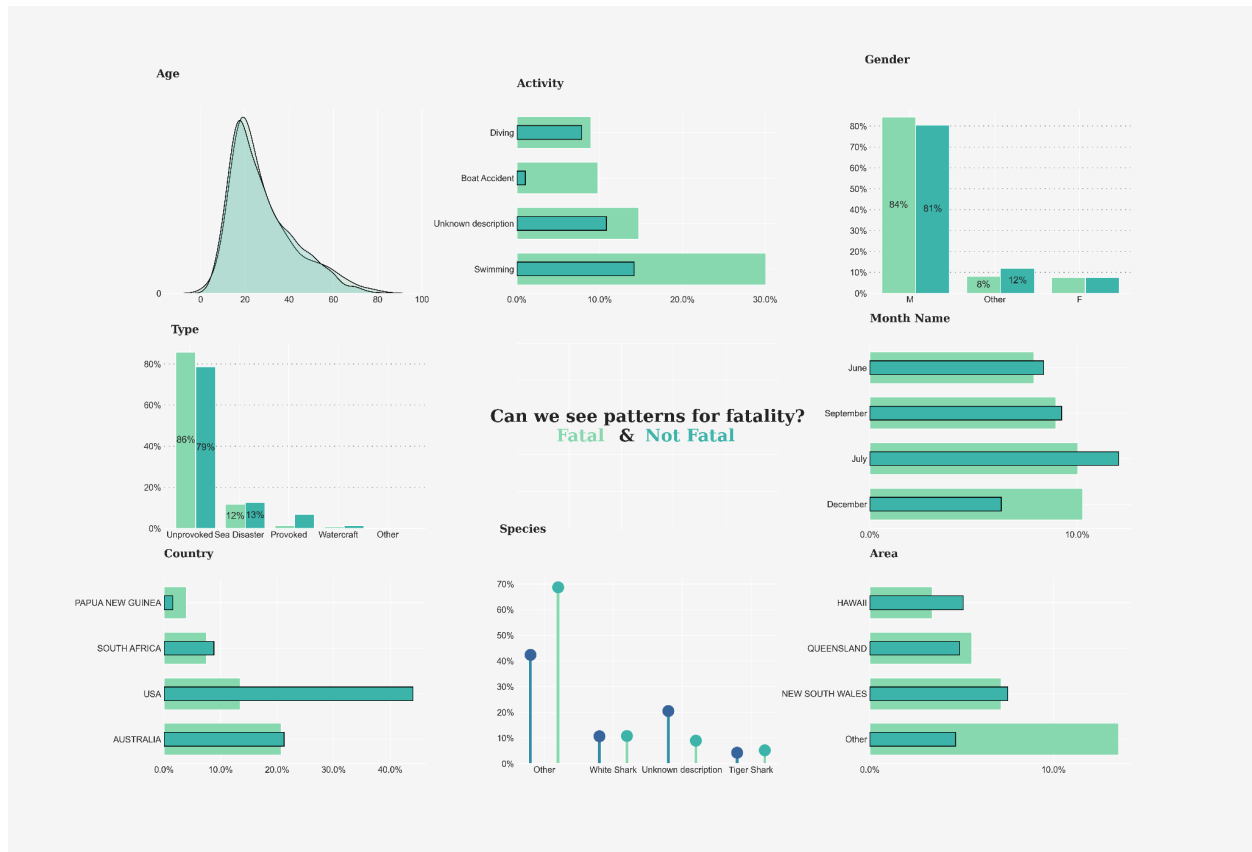 Age
0
0 20 40 60 80 100
Activity
Diving
Boat Accident
Unknown description
Swimming
0.0% 10.0% 20.0% 30.0%
Gender
80%
70%
60%
50%
40%
30%
20%
10%
0%
84% 81%
8% 12%
M Other F
Type
80%
60%
40%
20%
0%
86% 79%
12% 13%
Unprovoked Sea Disaster Provoked Watercraft Other
Can we see patterns for fatality?
Fatal & Not Fatal
Month Name
June
September
July
December
0.0% 10.0%
Country
PAPUA NEW GUINEA
SOUTH AFRICA
USA
AUSTRALIA
0.0% 10.0% 20.0% 30.0% 40.0%
Species
70%
60%
50%
40%
30%
20%
10%
0%
Other White Shark Unknown description Tiger Shark
Area
HAWAII
QUEENSLAND
NEW SOUTH WALES
Other
0.0% 10.0%